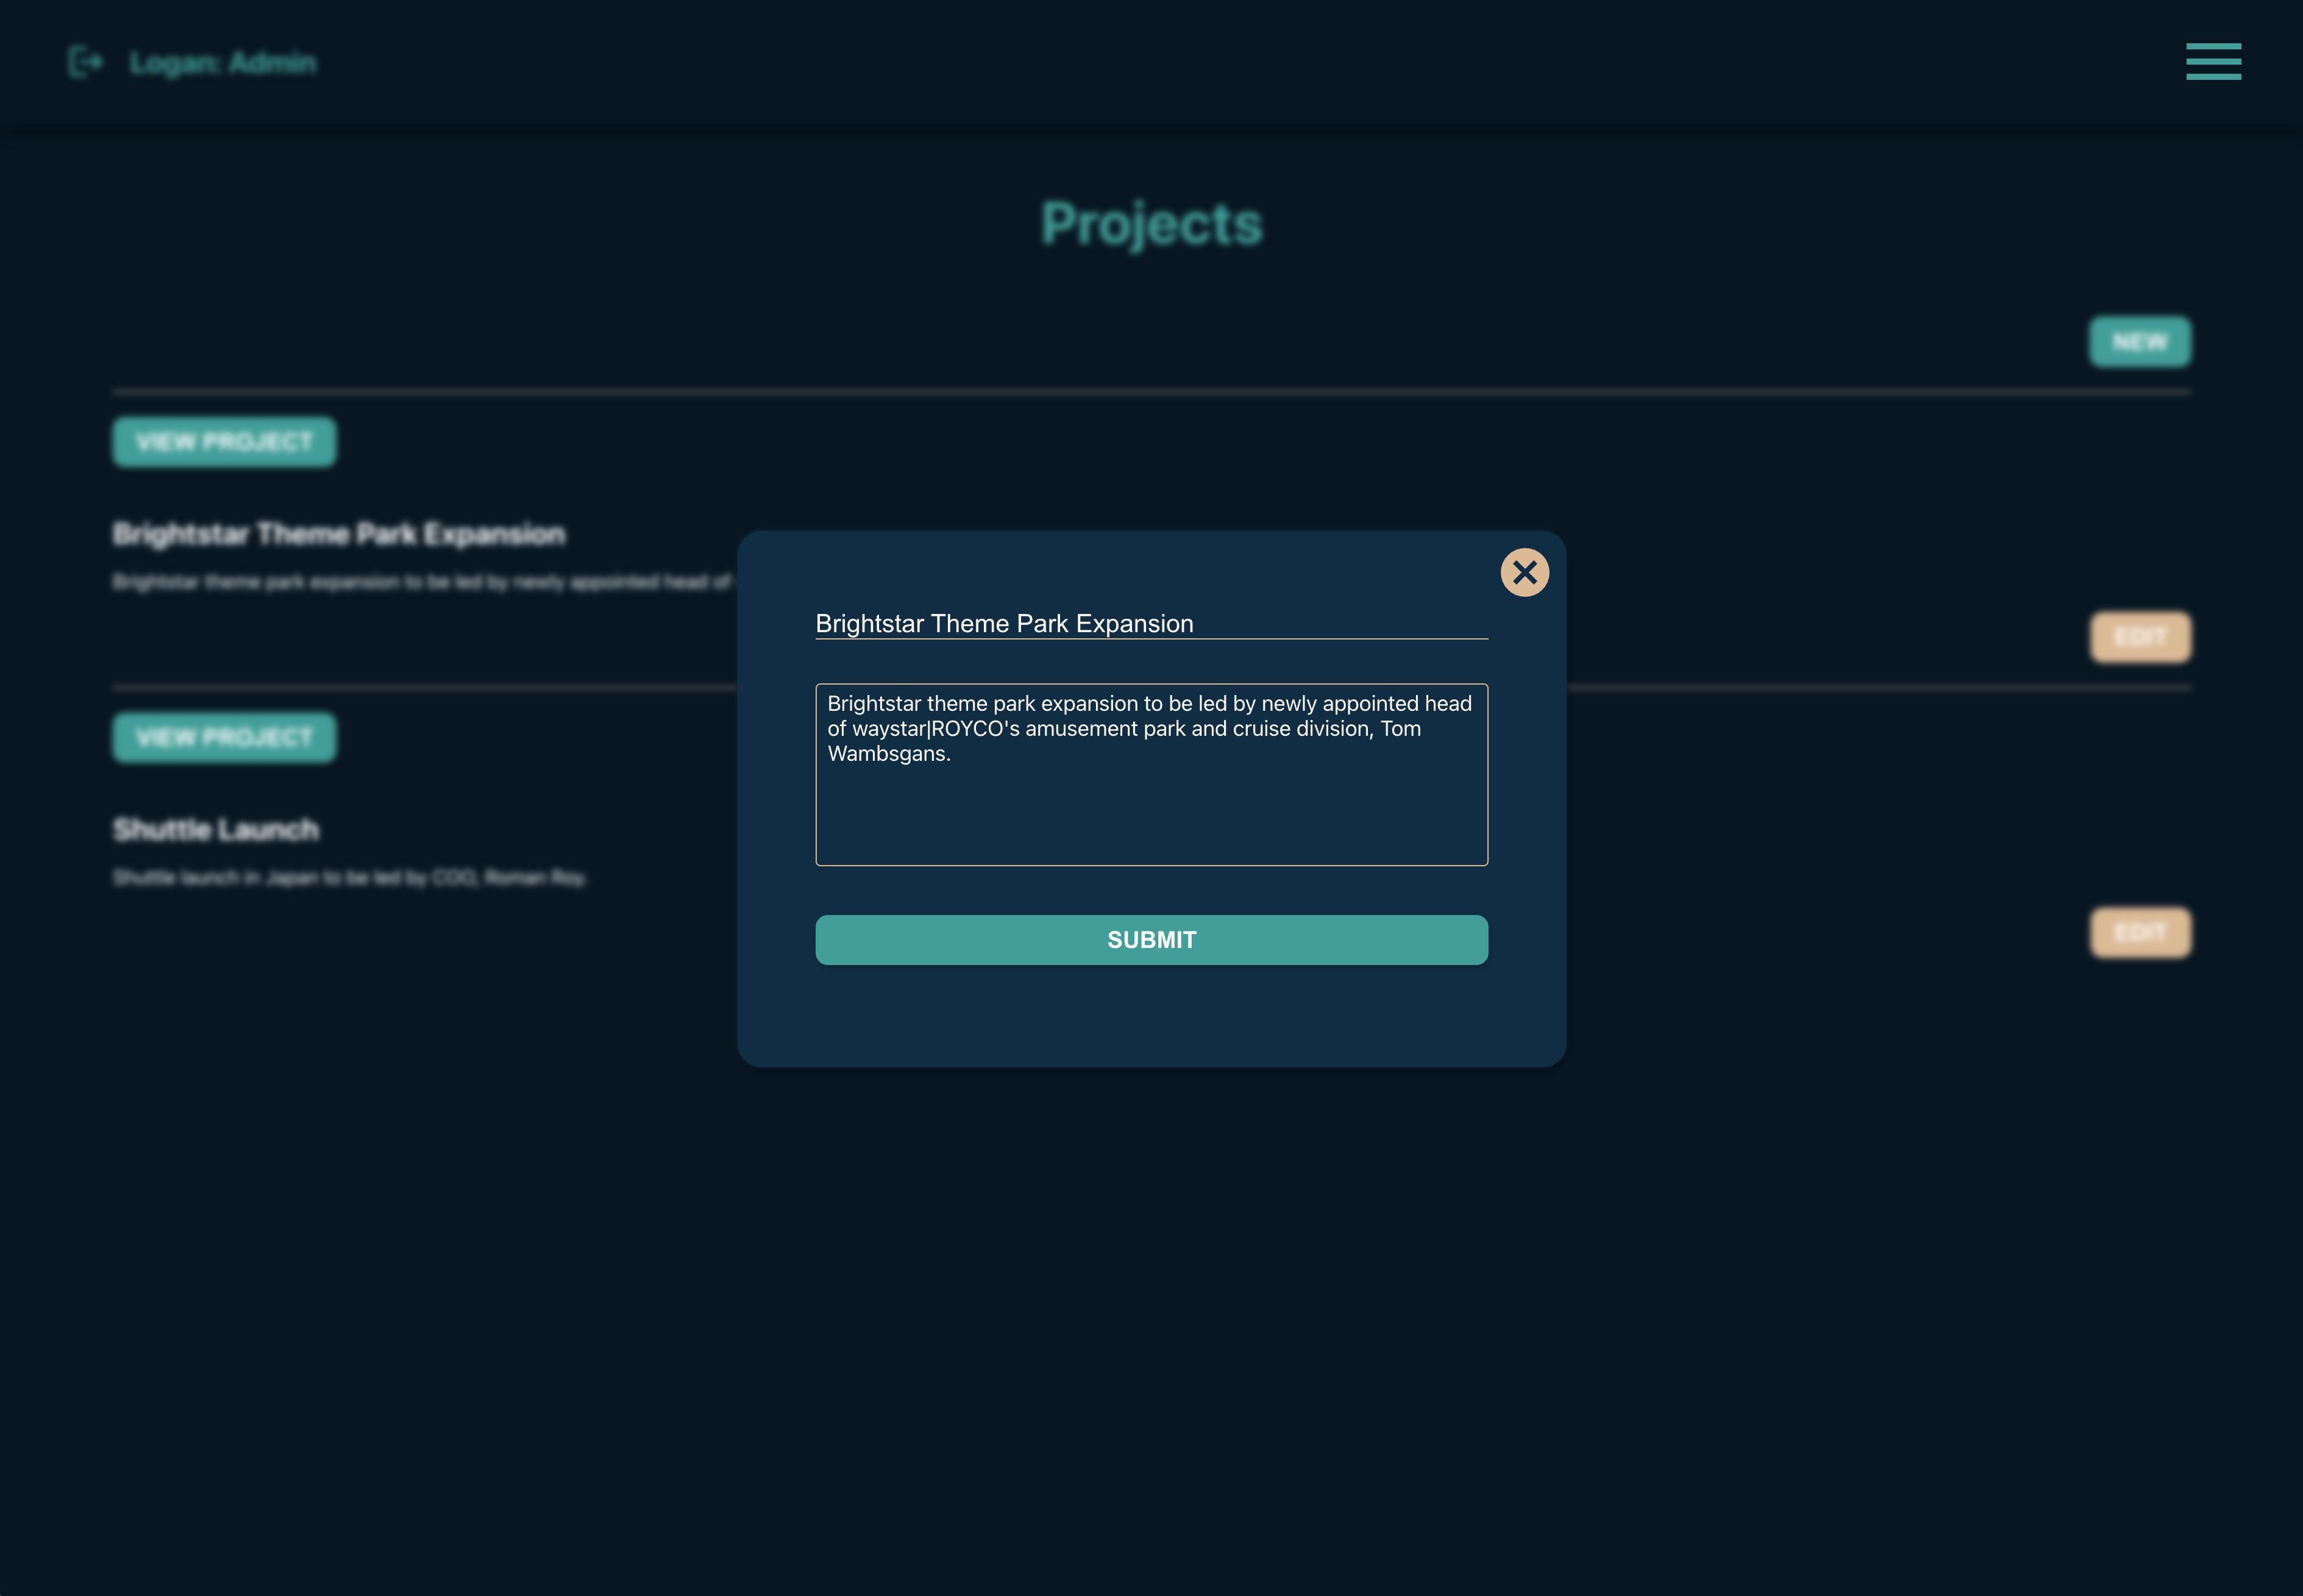 Logan: Admin
Projects
NEW
VIEW PROJECT
Brightstar Theme Park Expansion
Brightstar theme park expansion to be led by newly appointed head of
EDIT
Brightstar Theme Park Expansion
Brightstar theme park expansion to be led by newly appointed head
of waystar|ROYCO's amusement park and cruise division, Tom
Wambsgans.
SUBMIT
VIEW PROJECT
Shuttle Launch
Shuttle launch in Japan to be led by COO, Roman Roy.
EDIT